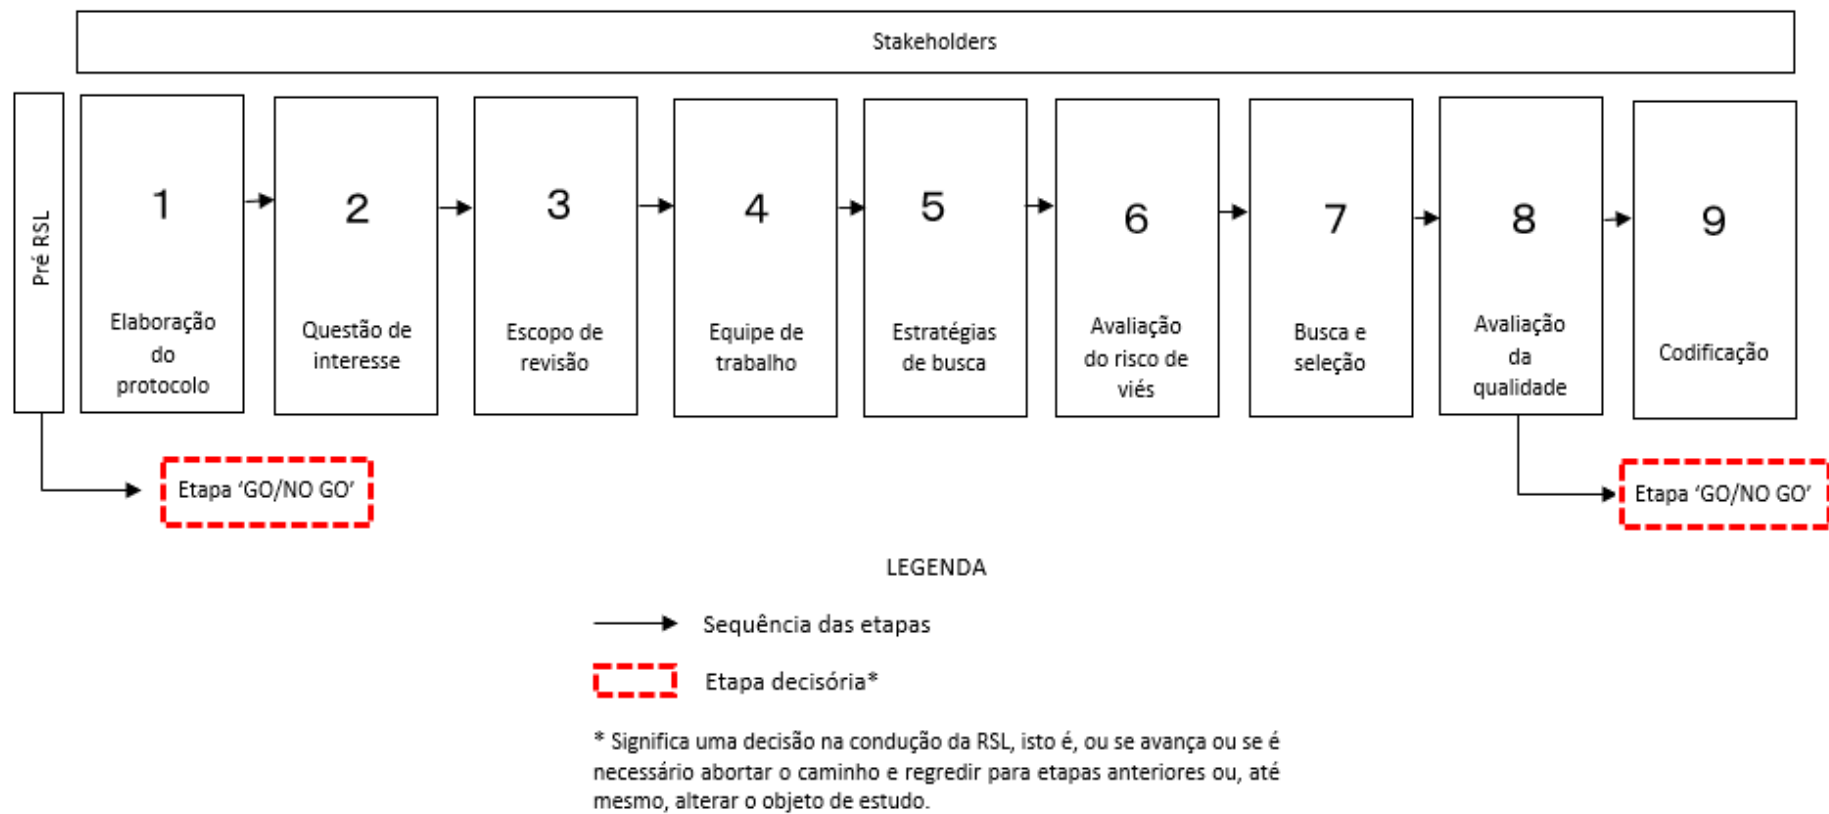 Stakeholders
Pré RSL
1
Elaboração
do
protocolo
2
Questão de
interesse
3
Escopo de
revisão
4
Equipe de
trabalho
5
Estratégias
de busca
6
Avaliação
do risco de
viés
7
Busca e
seleção
8
Avaliação
da
qualidade
9
Codificação
Etapa ‘GO/NO GO’
Etapa ‘GO/NO GO’
LEGENDA
Sequência das etapas
Etapa decisória*
* Significa uma decisão na condução da RSL, isto é, ou se avança ou se é
necessário abortar o caminho e regredir para etapas anteriores ou, até
mesmo, alterar o objeto de estudo.